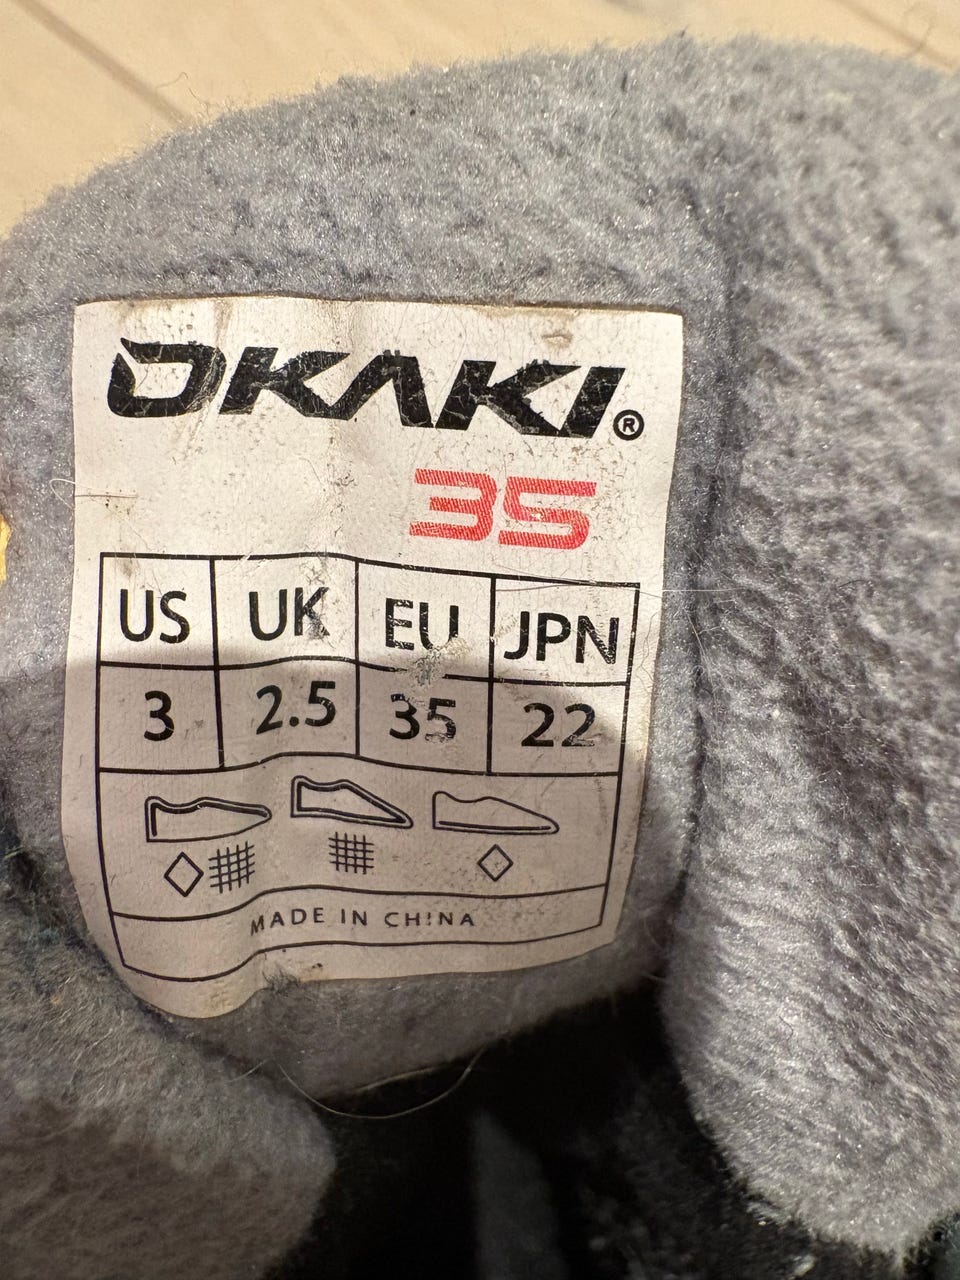 OKAKI®
35
US UK EU JPN
3 2.5 35 22
MADE IN CHINA